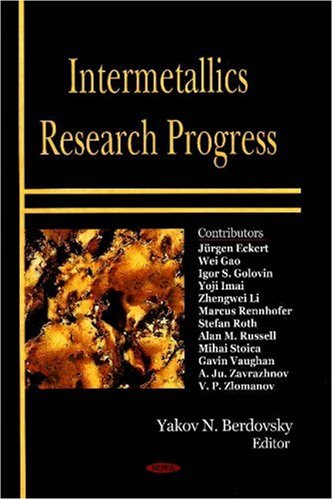 Intermetallics
Research Progress
Contributors
Jürgen Eckert
Wei Gao
Igor S. Golovin
Yoji Imai
Zhengwei Li
Marcus Rennhofer
Stefan Roth
Alan M. Russell
Mihai Stoica
Gavin Vaughan
A. Ju. Zavrazhnov
V. P. Zlomanov
Yakov N. Berdovsky
Editor
NOVA